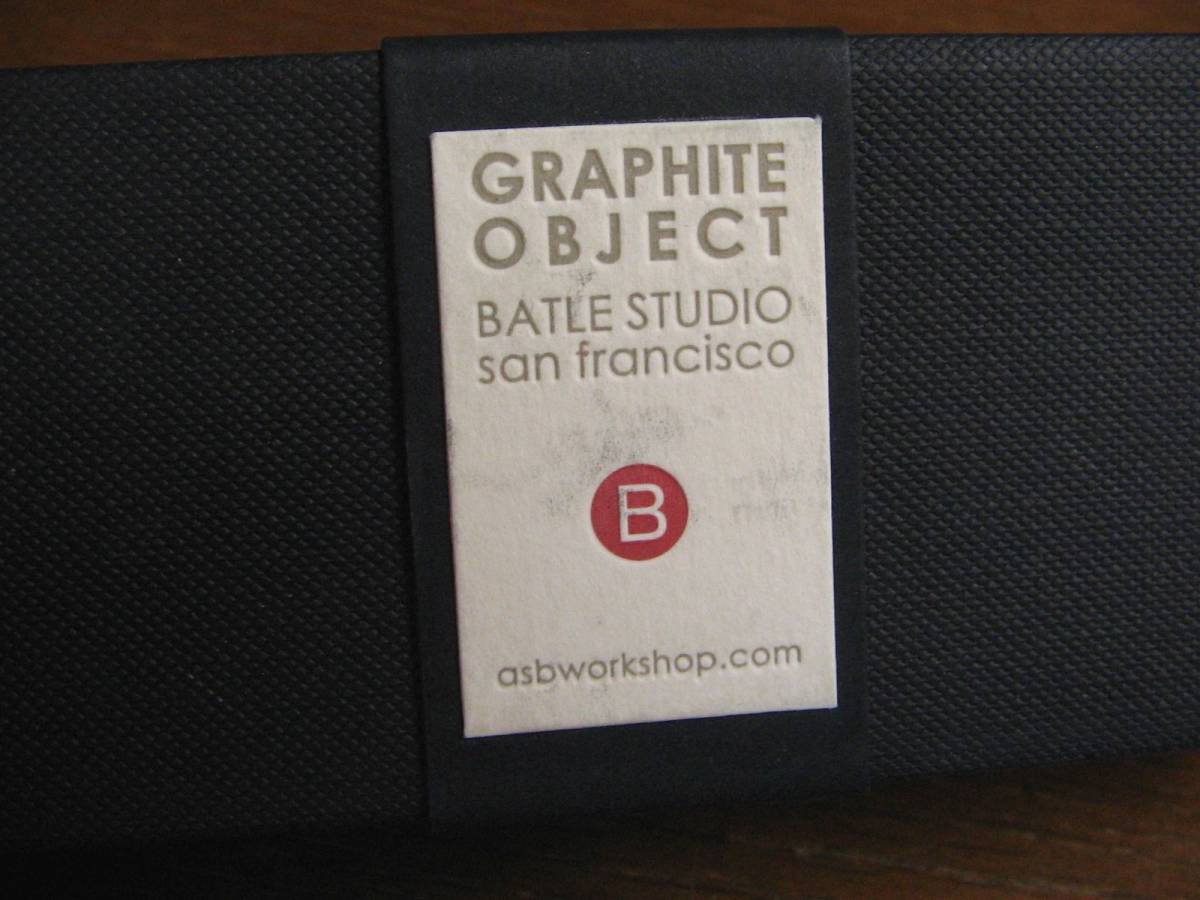 GRAPHITE
OBJECT
BATLE STUDIO
san francisco
B
asbworkshop.com